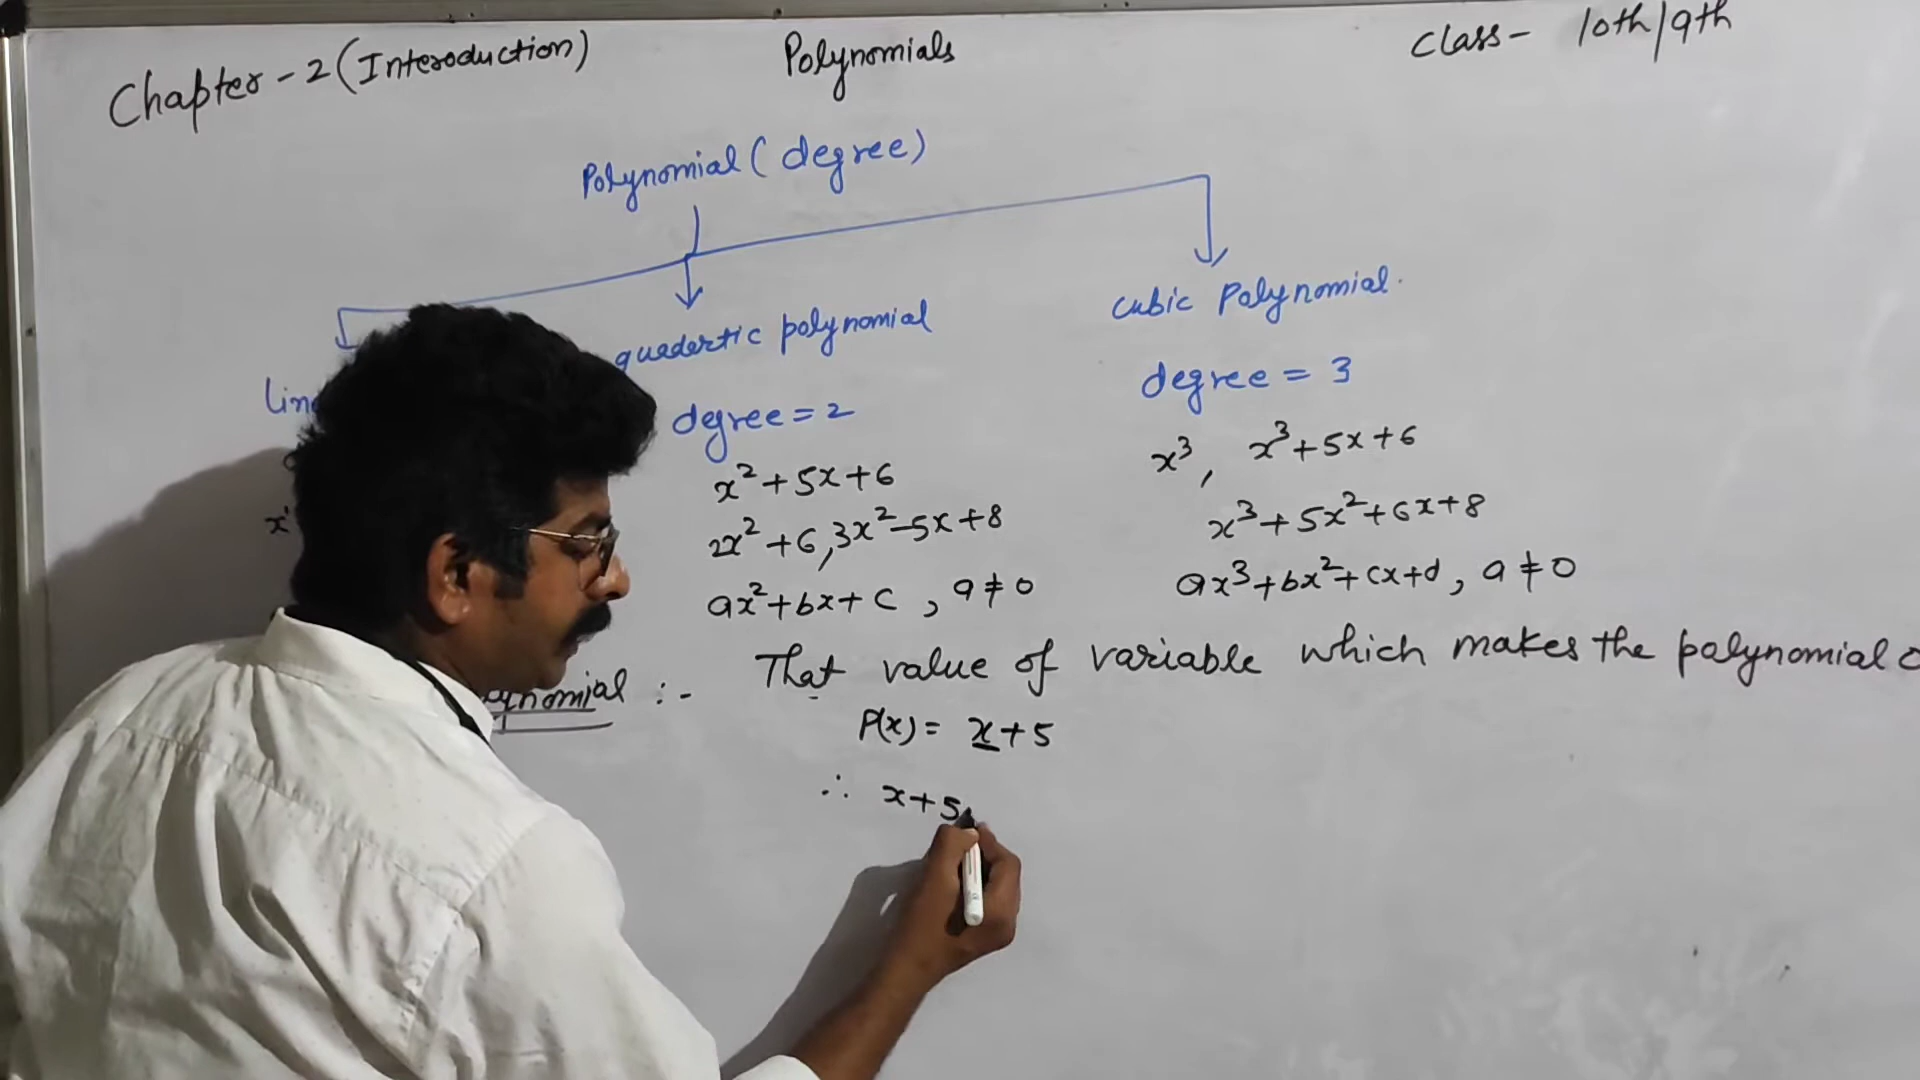 Chapter - 2 (Interoduction) Polynomials Class - 10th/9th
Polynomial ( degree )
quadertic polynomial cubic Polynomial.
degree = 2 degree = 3
x² + 5x + 6 x³ , x³ + 5x + 6
2x² + 6 , 3x² - 5x + 8 x³ + 5x² + 6x + 8
ax² + bx + c , a ≠ 0 ax³ + bx² + cx + d , a ≠ 0
:- That value of variable which makes the polynomial
P(x) = x + 5
∴ x + 5